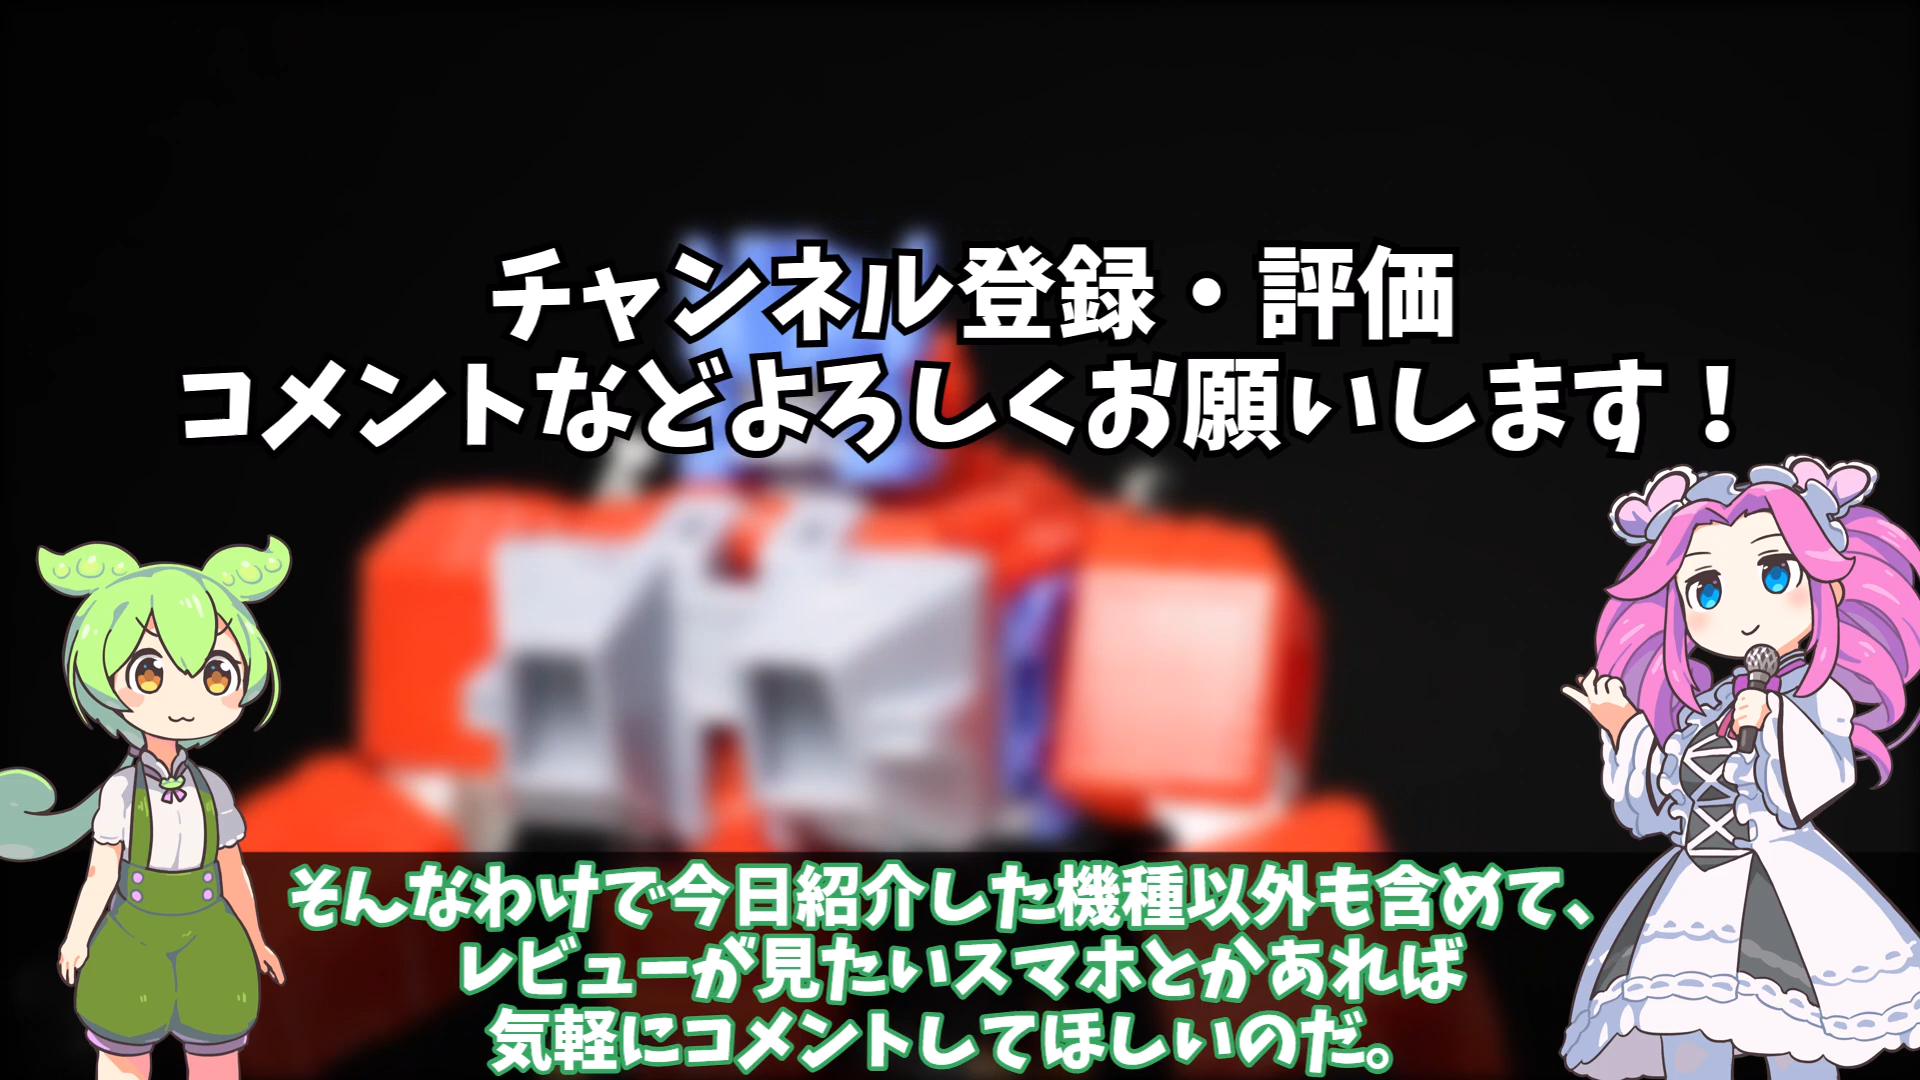 チャンネル登録・評価
コメントなどよろしくお願いします！
そんなわけで今日紹介した機種以外も含めて、
レビューが見たいスマホとかあれば
気軽にコメントしてほしいのだ。